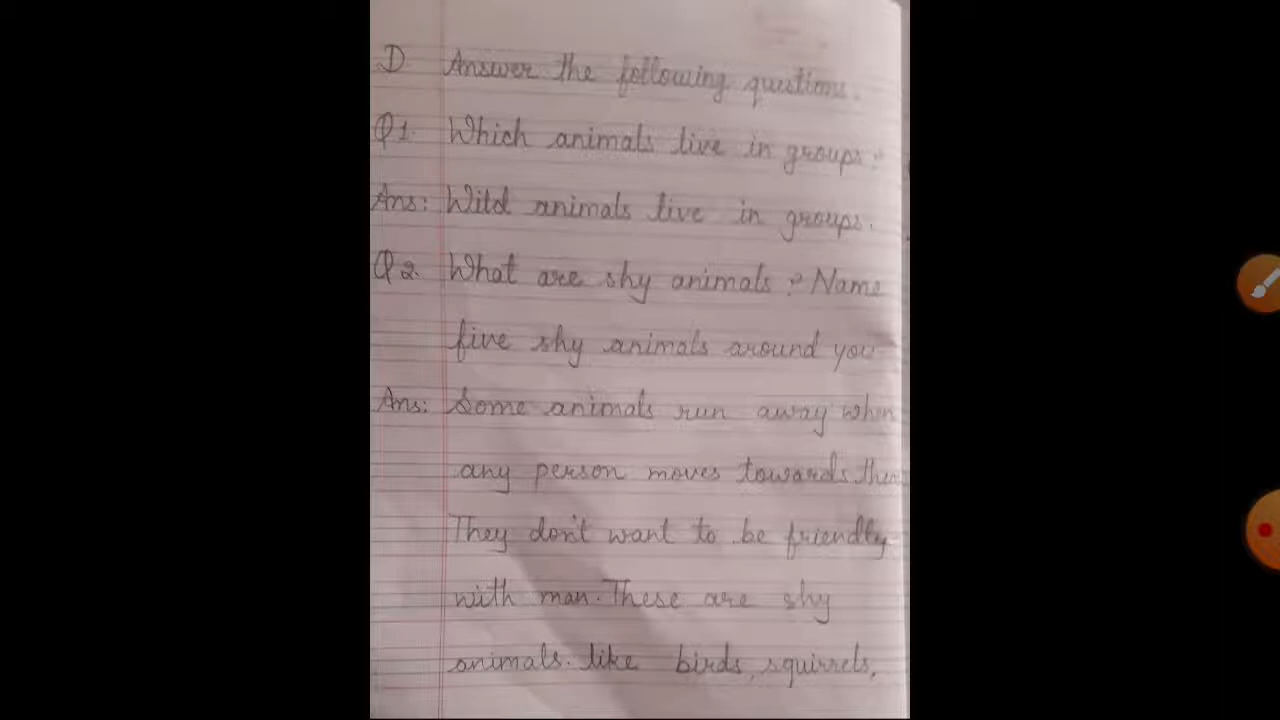 D Answer the following questions.
Q1. Which animals live in groups?
Ans: Wild animals live in groups.
Q2. What are shy animals? Name
five shy animals around you
Ans: Some animals run away when
any person moves towards them
They don't want to be friendly
with man. These are shy
animals. like birds, squirrels,